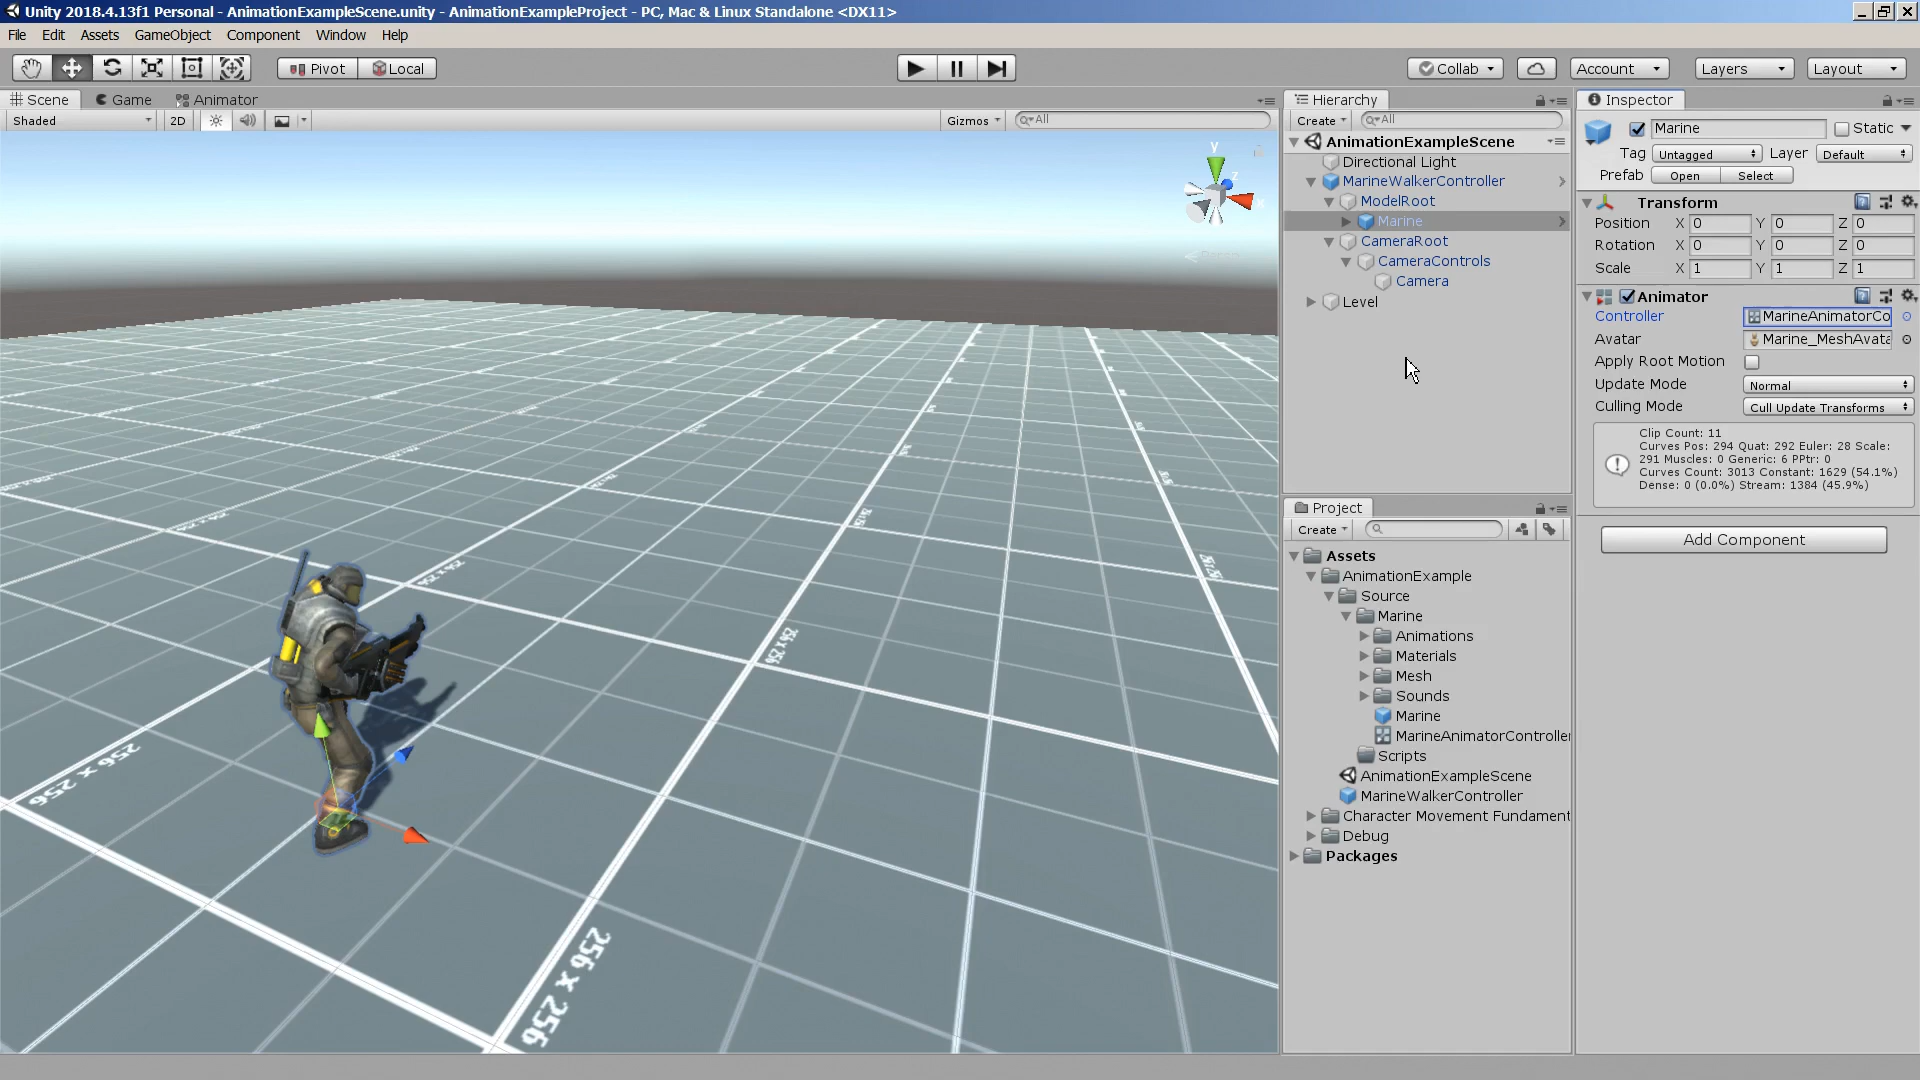 Unity 2018.4.13f1 Personal - AnimationExampleScene.unity - AnimationExampleProject - PC, Mac & Linux Standalone <DX11>
File Edit Assets GameObject Component Window Help
Pivot Local Collab Account Layers Layout
Scene Game Animator
Shaded 2D Gizmos All
y
z
x
256 x 256
256 x 256
256 x 256
256 x 256
Hierarchy
Create All
AnimationExampleScene
Directional Light
MarineWalkerController
ModelRoot
Marine
CameraRoot
CameraControls
Camera
Level
Project
Create
Assets
AnimationExample
Source
Marine
Animations
Materials
Mesh
Sounds
Marine
MarineAnimatorController
Scripts
AnimationExampleScene
MarineWalkerController
Character Movement Fundament
Debug
Packages
Inspector
Marine Static
Tag Untagged Layer Default
Prefab Open Select
Transform
Position X 0 Y 0 Z 0
Rotation X 0 Y 0 Z 0
Scale X 1 Y 1 Z 1
Animator
Controller MarineAnimatorCo
Avatar Marine_MeshAvata
Apply Root Motion
Update Mode Normal
Culling Mode Cull Update Transforms
Clip Count: 11
Curves Pos: 294 Quat: 292 Euler: 28 Scale:
291 Muscles: 0 Generic: 6 PPtr: 0
Curves Count: 3013 Constant: 1629 (54.1%)
Dense: 0 (0.0%) Stream: 1384 (45.9%)
Add Component